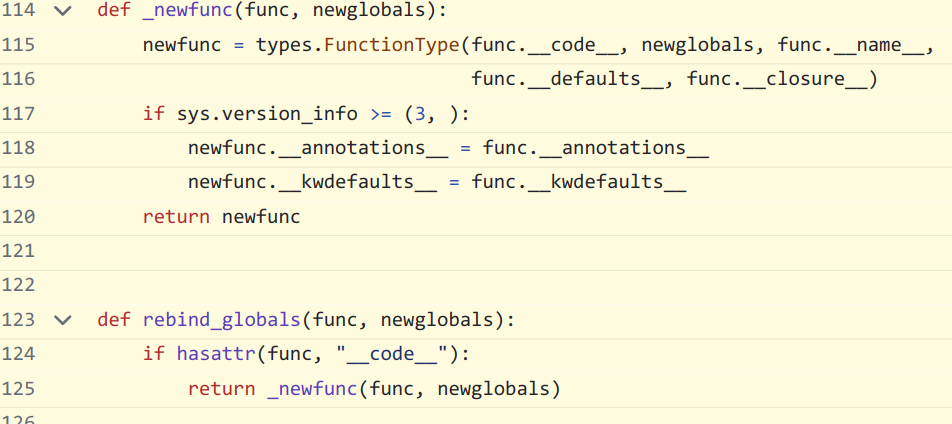 114 def _newfunc(func, newglobals):
115     newfunc = types.FunctionType(func.__code__, newglobals, func.__name__,
116                                  func.__defaults__, func.__closure__)
117     if sys.version_info >= (3, ):
118         newfunc.__annotations__ = func.__annotations__
119         newfunc.__kwdefaults__ = func.__kwdefaults__
120     return newfunc
121
122
123 def rebind_globals(func, newglobals):
124     if hasattr(func, "__code__"):
125         return _newfunc(func, newglobals)
126